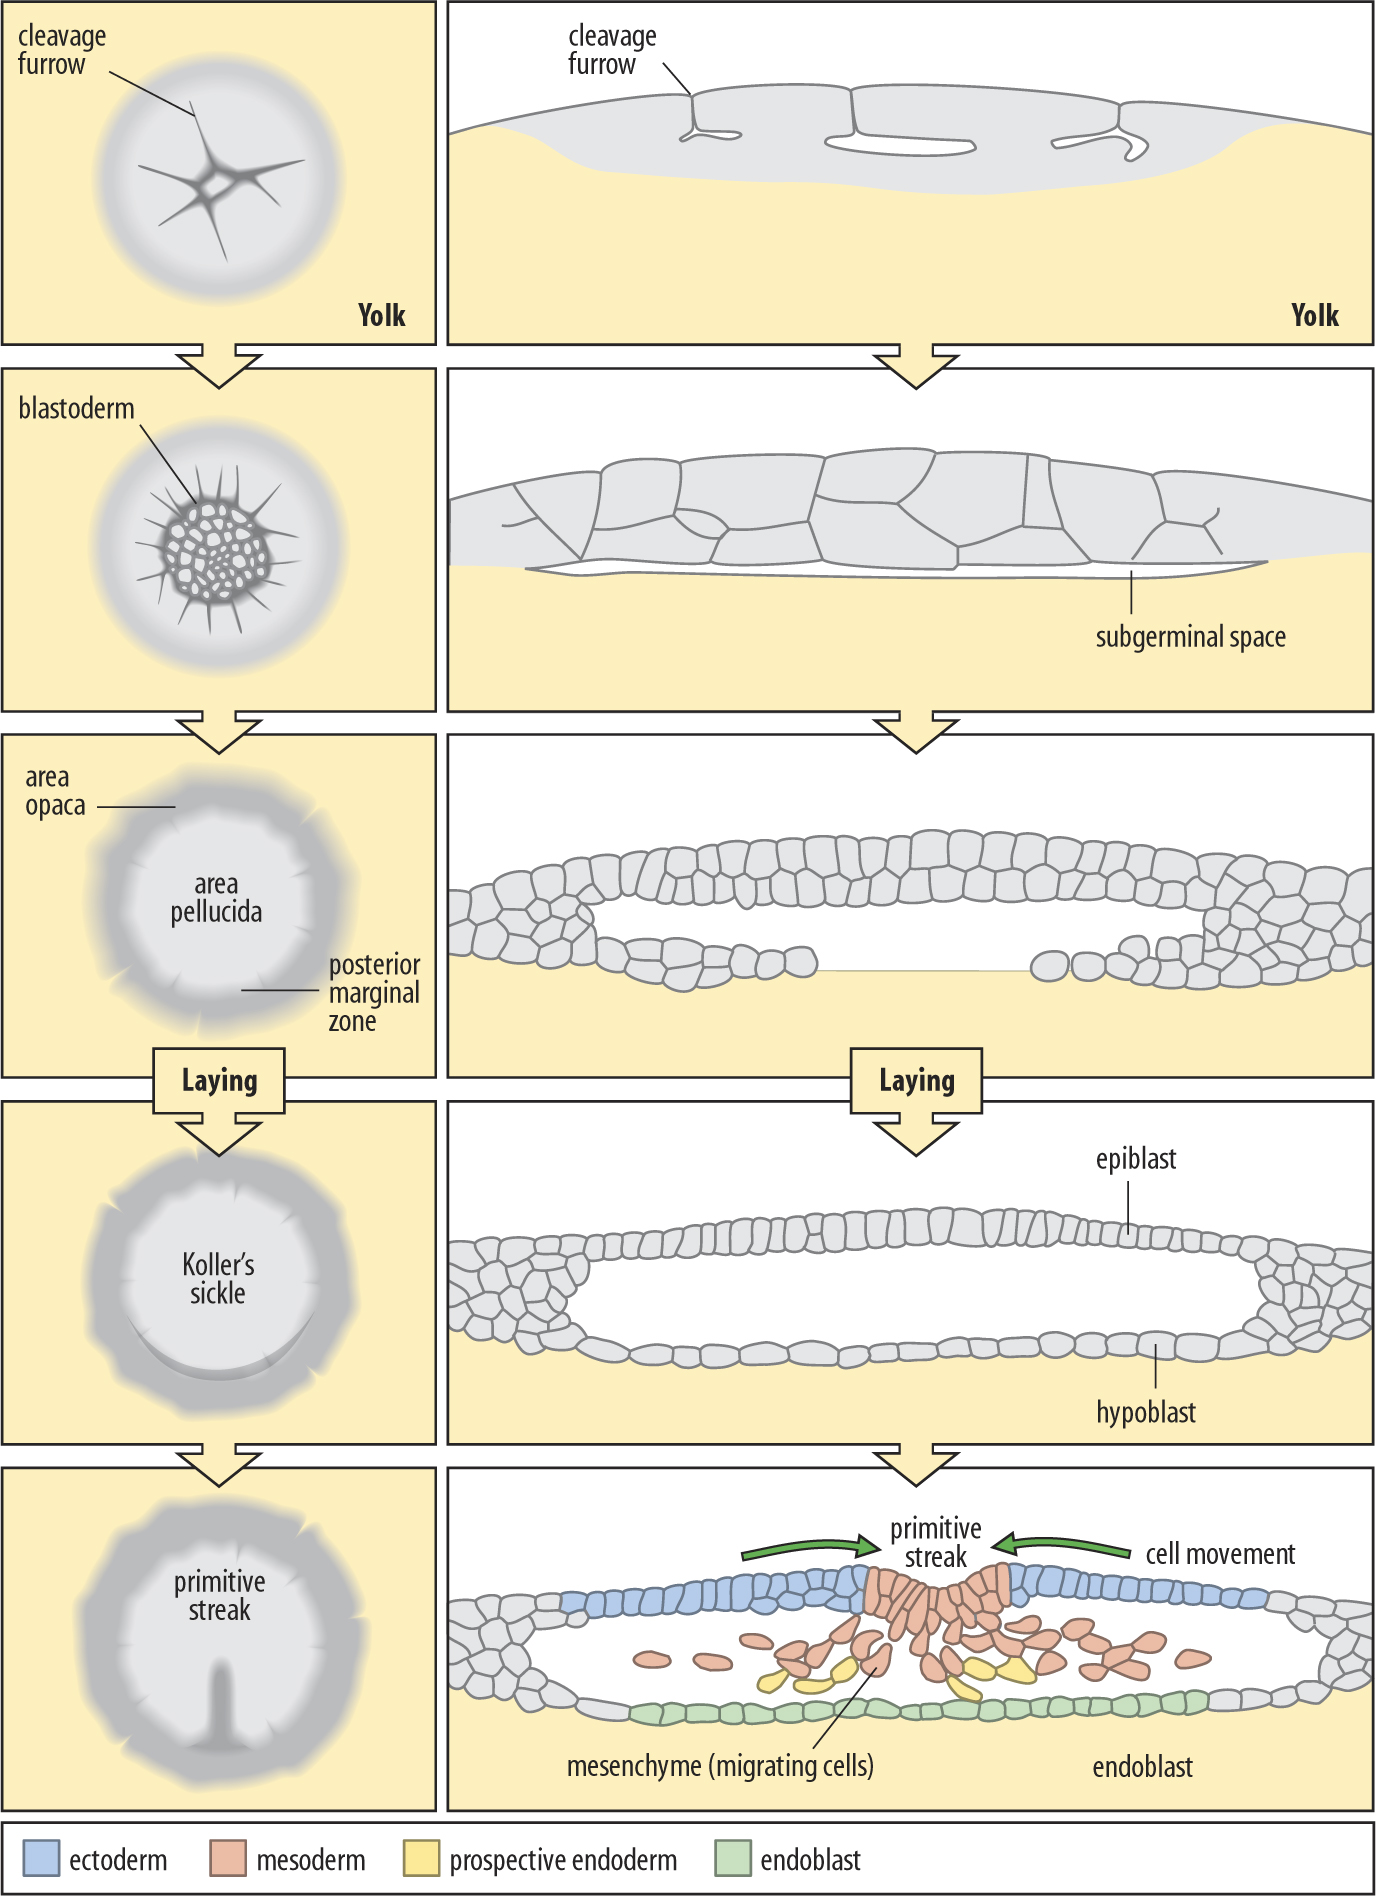 cleavage
furrow
Yolk
cleavage
furrow
Yolk
blastoderm
subgerminal space
area
opaca
area
pellucida
posterior
marginal
zone
Laying
Laying
Koller's
sickle
epiblast
hypoblast
primitive
streak
primitive
streak
cell movement
mesenchyme (migrating cells)
endoblast
ectoderm
mesoderm
prospective endoderm
endoblast